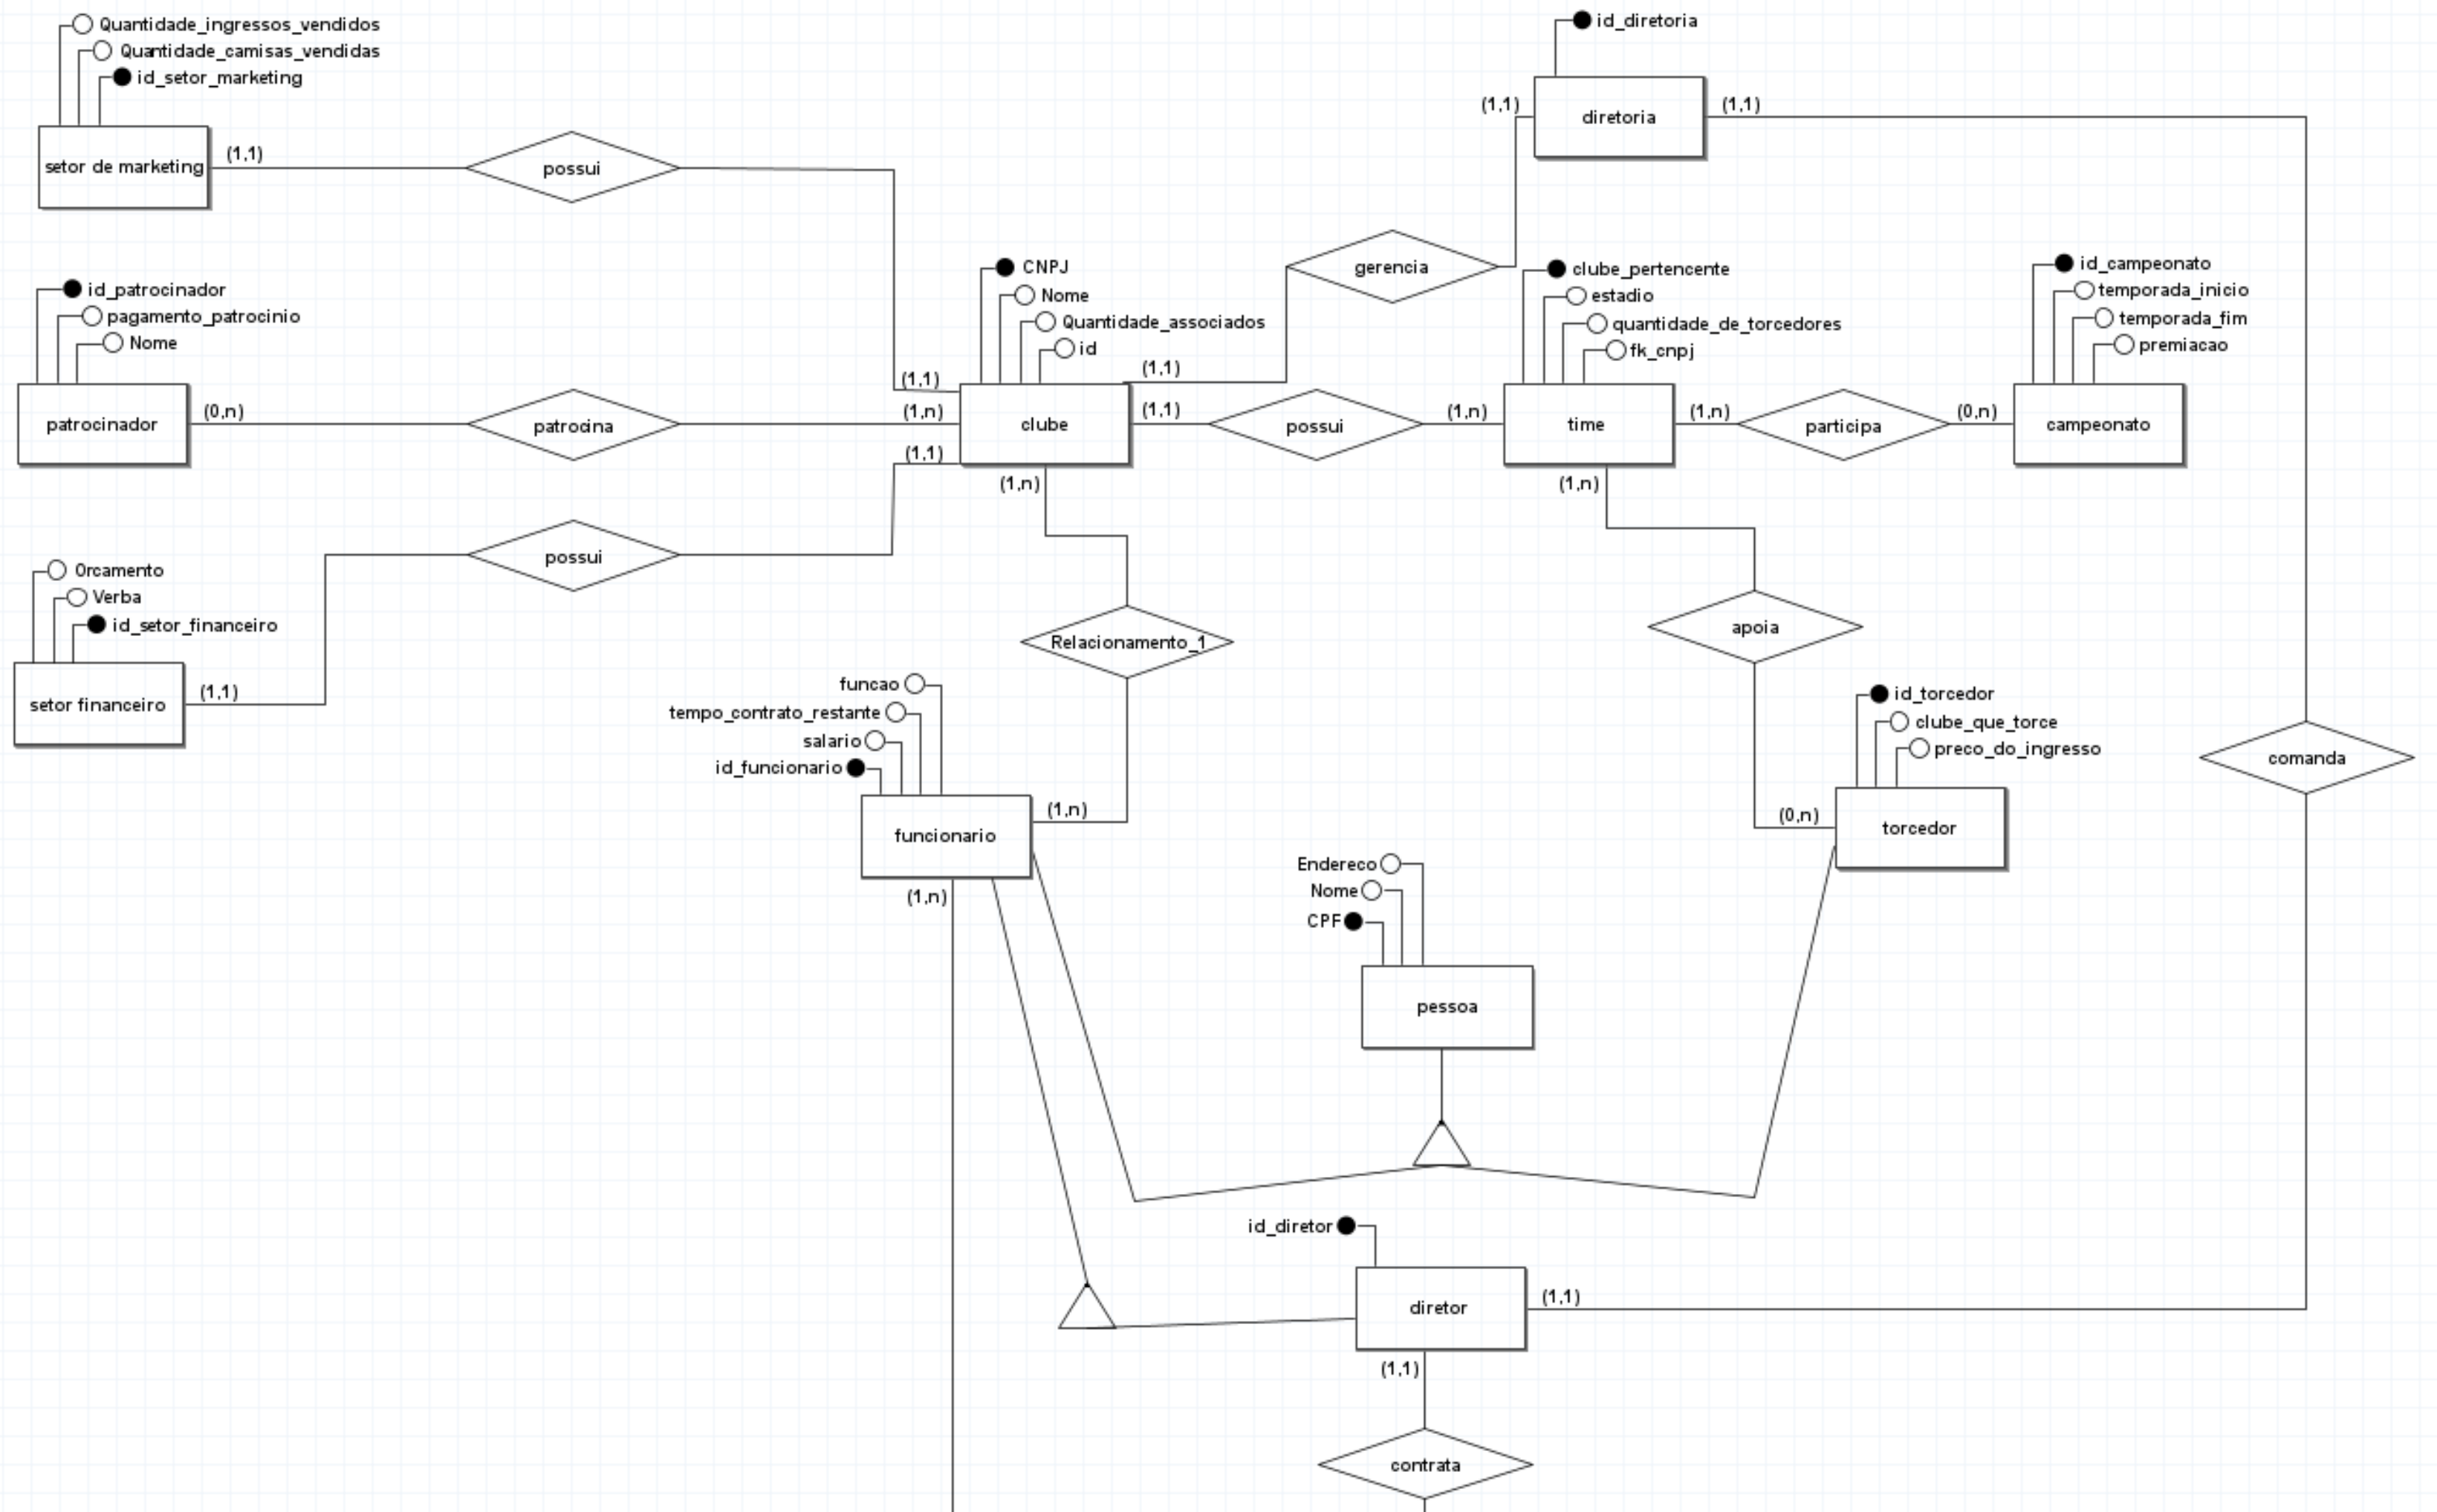 Quantidade_ingressos_vendidos
Quantidade_camisas_vendidas
id_setor_marketing
setor de marketing
(1,1)
possui
(1,1)
id_diretoria
(1,1)
diretoria
(1,1)
gerencia
(1,1)
id_patrocinador
pagamento_patrocinio
Nome
patrocinador
(0,n)
patrocina
(1,n)
CNPJ
Nome
Quantidade_associados
id
clube
(1,1)
possui
(1,n)
clube_pertencente
estadio
quantidade_de_torcedores
fk_cnpj
time
(1,n)
participa
(0,n)
id_campeonato
temporada_inicio
temporada_fim
premiacao
campeonato
(1,1)
(1,n)
(1,n)
possui
Orcamento
Verba
id_setor_financeiro
setor financeiro
(1,1)
Relacionamento_1
apoia
funcao
tempo_contrato_restante
salario
id_funcionario
funcionario
(1,n)
(1,n)
id_torcedor
clube_que_torce
preco_do_ingresso
(0,n)
torcedor
comanda
Endereco
Nome
CPF
pessoa
id_diretor
diretor
(1,1)
(1,1)
contrata